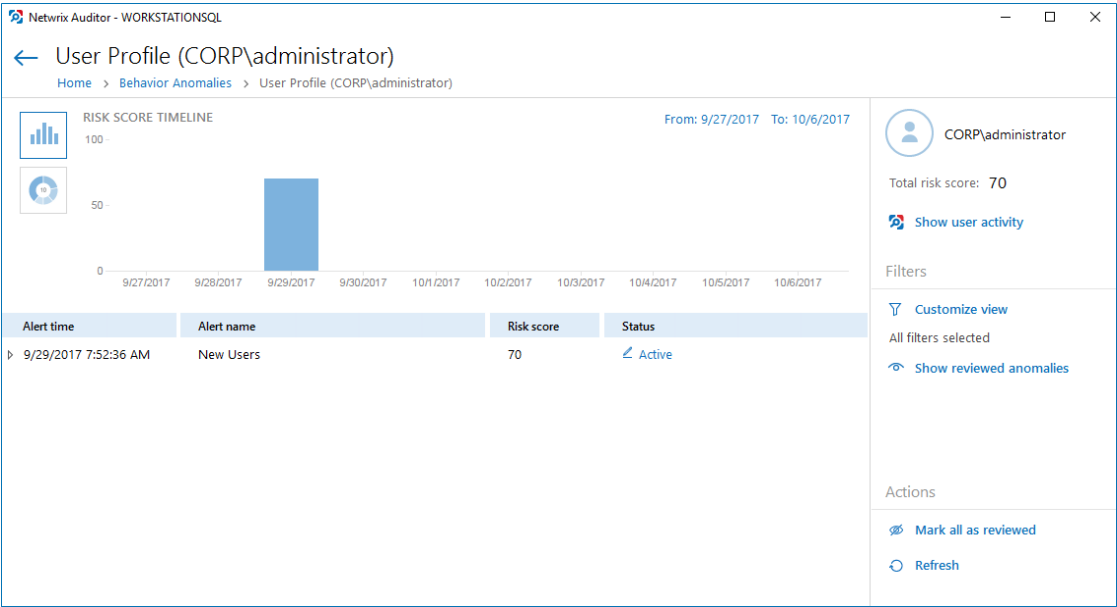 Netwrix Auditor - WORKSTATIONSQL
User Profile (CORP\administrator)
Home > Behavior Anomalies > User Profile (CORP\administrator)
RISK SCORE TIMELINE
From: 9/27/2017 To: 10/6/2017
100
50
0
9/27/2017 9/28/2017 9/29/2017 9/30/2017 10/1/2017 10/2/2017 10/3/2017 10/4/2017 10/5/2017 10/6/2017
Alert time Alert name Risk score Status
9/29/2017 7:52:36 AM New Users 70 Active
CORP\administrator
Total risk score: 70
Show user activity
Filters
Customize view
All filters selected
Show reviewed anomalies
Actions
Mark all as reviewed
Refresh